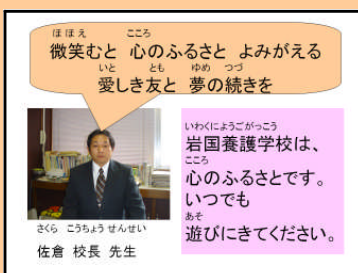 ほほえ こころ
微笑むと 心のふるさと よみがえる
いと とも ゆめ つづ
愛しき友と 夢の続きを
いわくにようごがっこう
岩国養護学校は、
こころ
心のふるさとです。
いつでも
あそ
遊びにきてください。
さくら こうちょう せんせい
佐倉 校長 先生